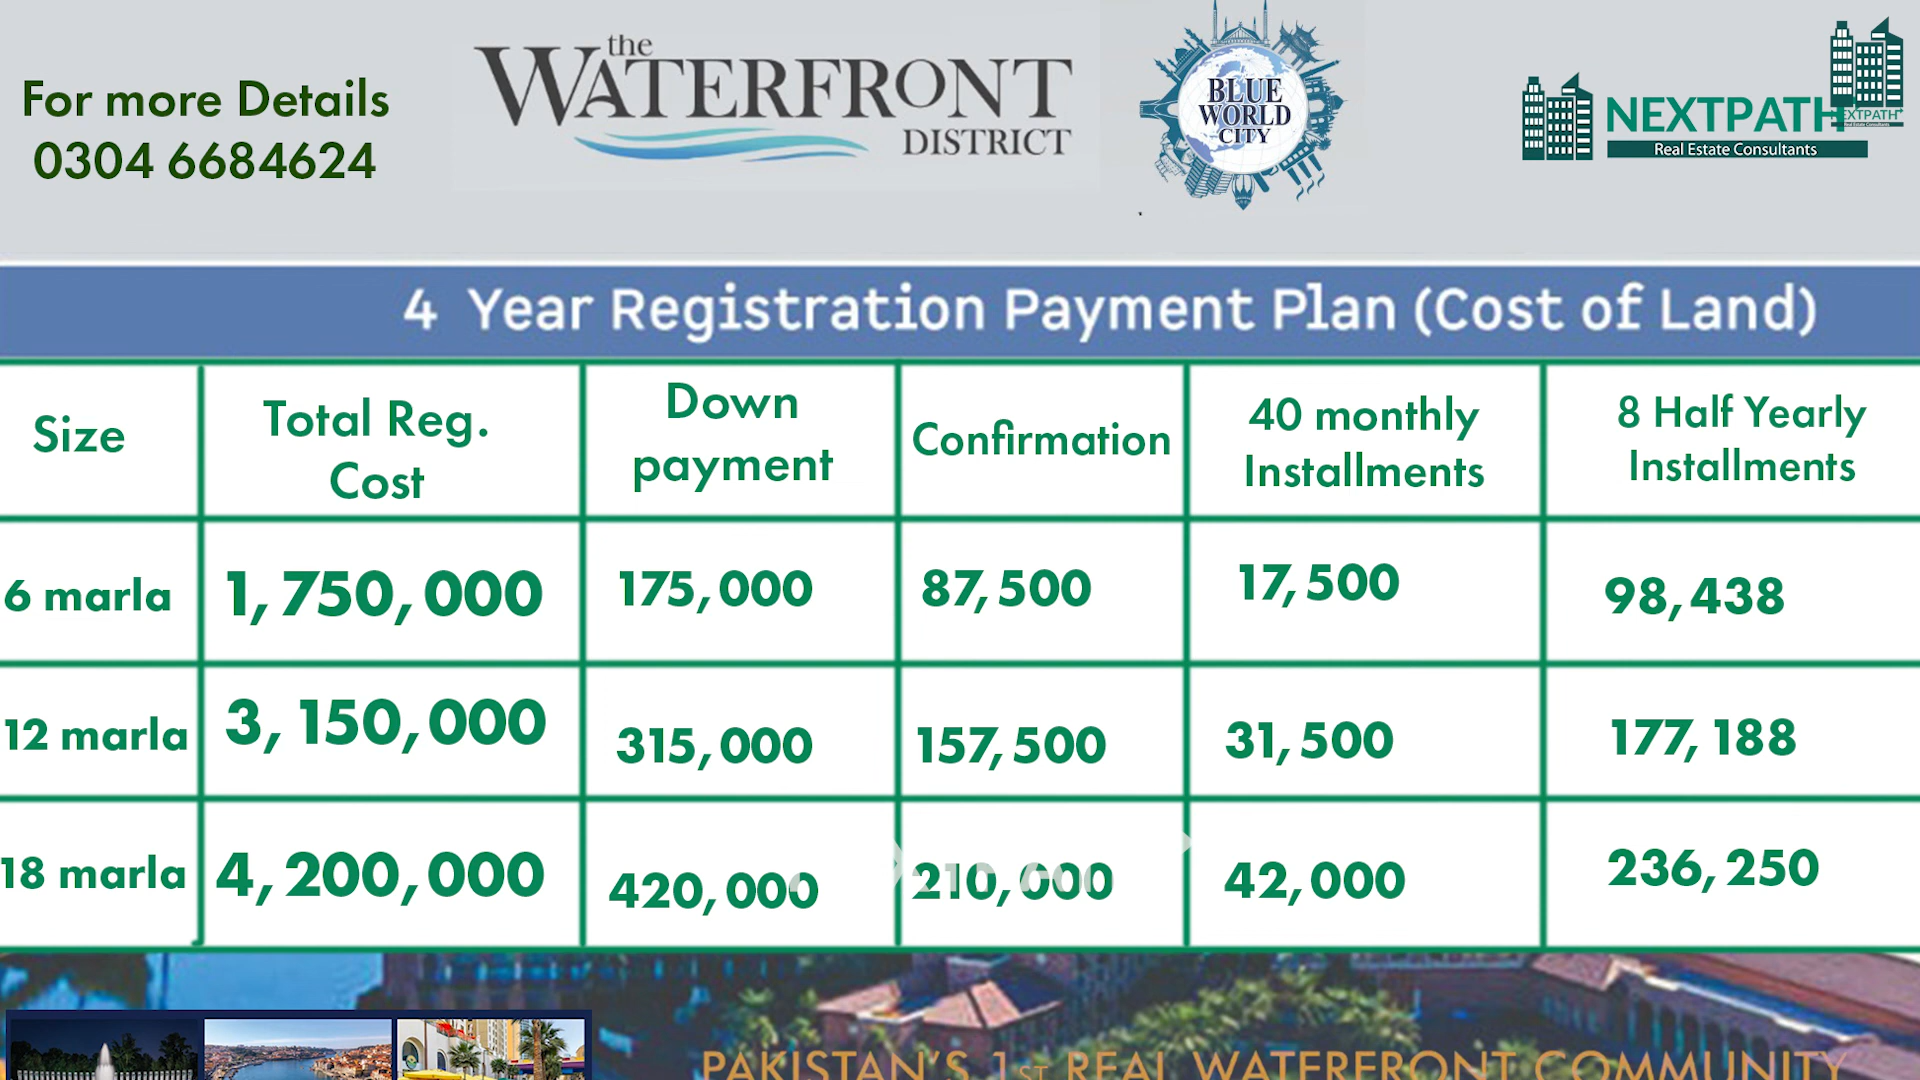 For more Details
0304 6684624
the
WATERFRONT
DISTRICT
BLUE
WORLD
CITY
NEXTPATH
Real Estate Consultants
EXTPATH
Real Estate Consultants
4 Year Registration Payment Plan (Cost of Land)
Size
Total Reg.
Cost
Down
payment
Confirmation
40 monthly
Installments
8 Half Yearly
Installments
6 marla
1,750,000
175,000
87,500
17,500
98,438
12 marla
3,150,000
315,000
157,500
31,500
177,188
18 marla
4,200,000
420,000
210,000
42,000
236,250
PAKISTAN'S 1ST REAL WATERFRONT COMMUNITY